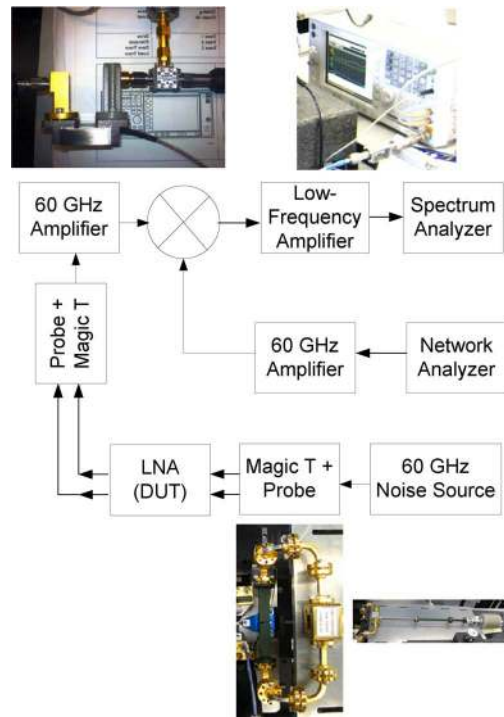 60 GHz
Amplifier
Low-
Frequency
Amplifier
Spectrum
Analyzer
Probe +
Magic T
60 GHz
Amplifier
Network
Analyzer
LNA
(DUT)
Magic T +
Probe
60 GHz
Noise Source